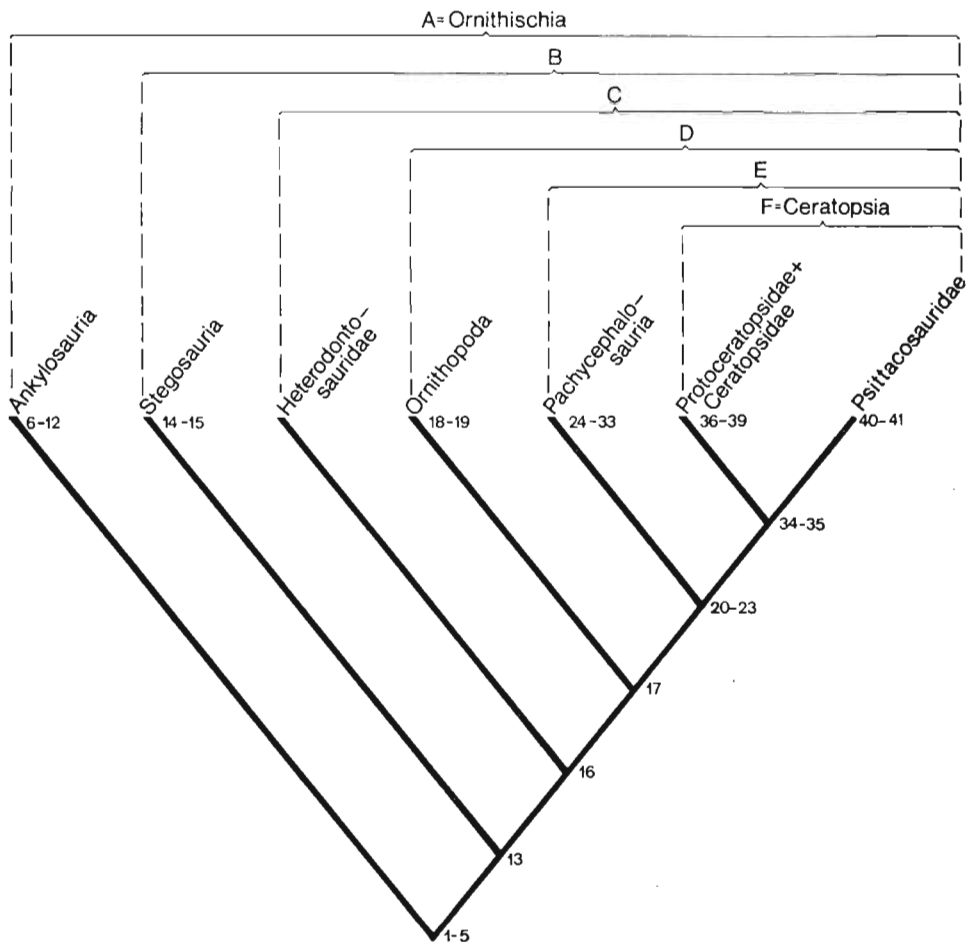 A=Ornithischia
B
C
D
E
F=Ceratopsia
Ankylosauria
Stegosauria
Heterodonto-
sauridae
Ornithopoda
Pachycephalo-
sauria
Protoceratopsidae+
Ceratopsidae
Psittacosauridae
6-12
14-15
18-19
24-33
36-39
40-41
34-35
20-23
17
16
13
1-5